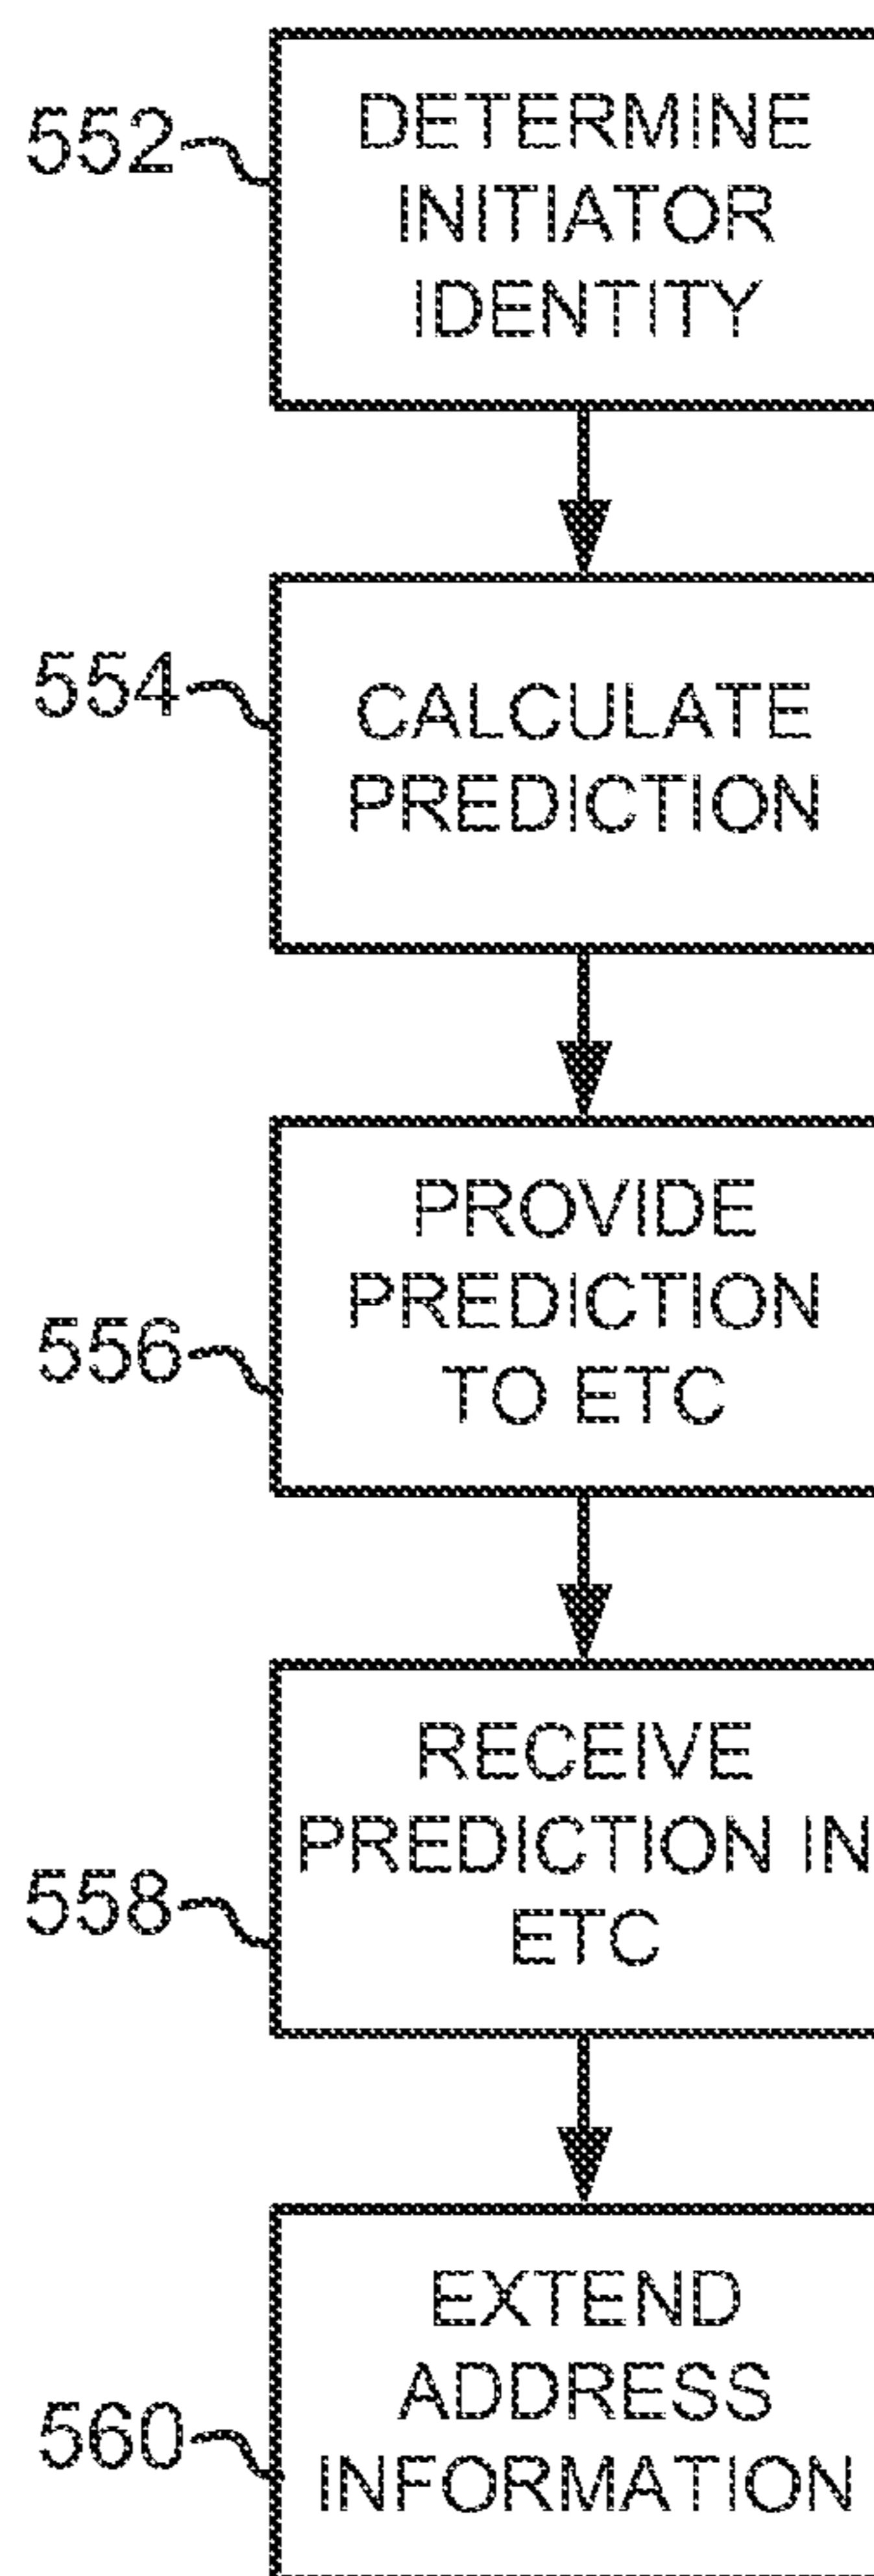 552
DETERMINE
INITIATOR
IDENTITY
554
CALCULATE
PREDICTION
556
PROVIDE
PREDICTION
TO ETC
558
RECEIVE
PREDICTION IN
ETC
560
EXTEND
ADDRESS
INFORMATION